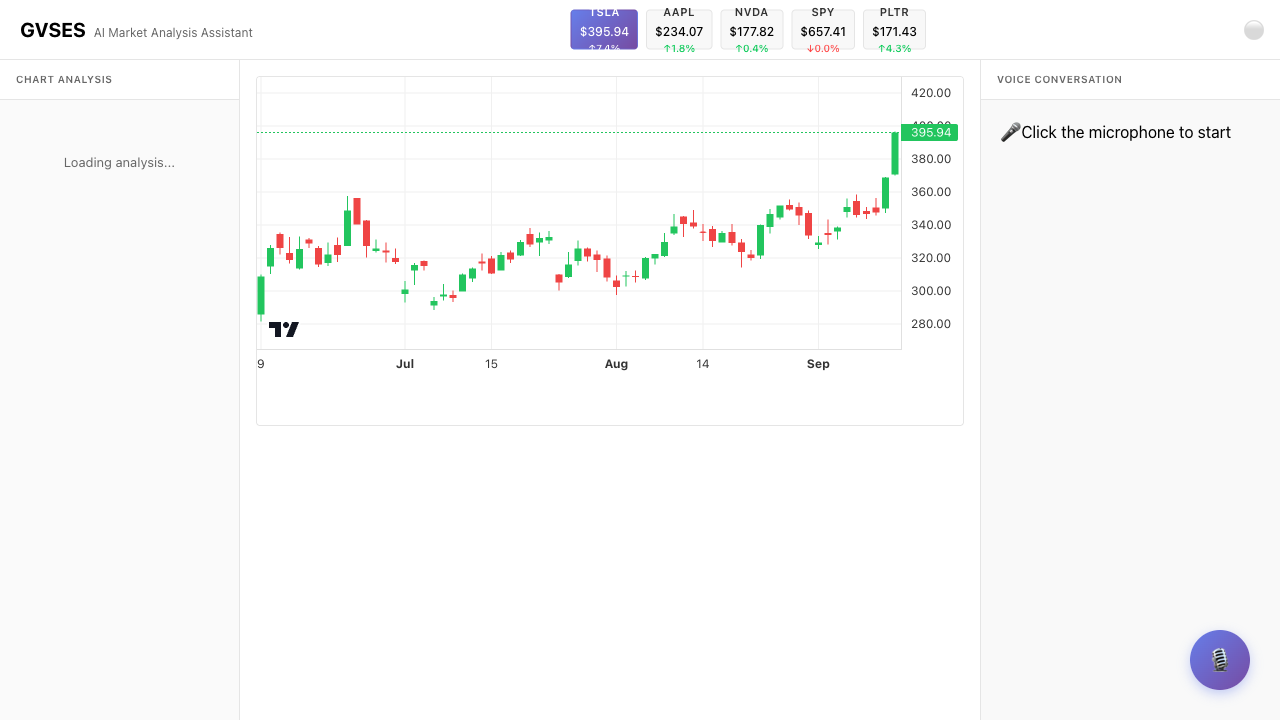 GVSES AI Market Analysis Assistant
TSLA
$395.94
↑7.4%
AAPL
$234.07
↑1.8%
NVDA
$177.82
↑0.4%
SPY
$657.41
↓0.0%
PLTR
$171.43
↑4.3%
CHART ANALYSIS
Loading analysis...
420.00
400.00
395.94
380.00
360.00
340.00
320.00
300.00
280.00
9 Jul 15 Aug 14 Sep
VOICE CONVERSATION
🎤Click the microphone to start